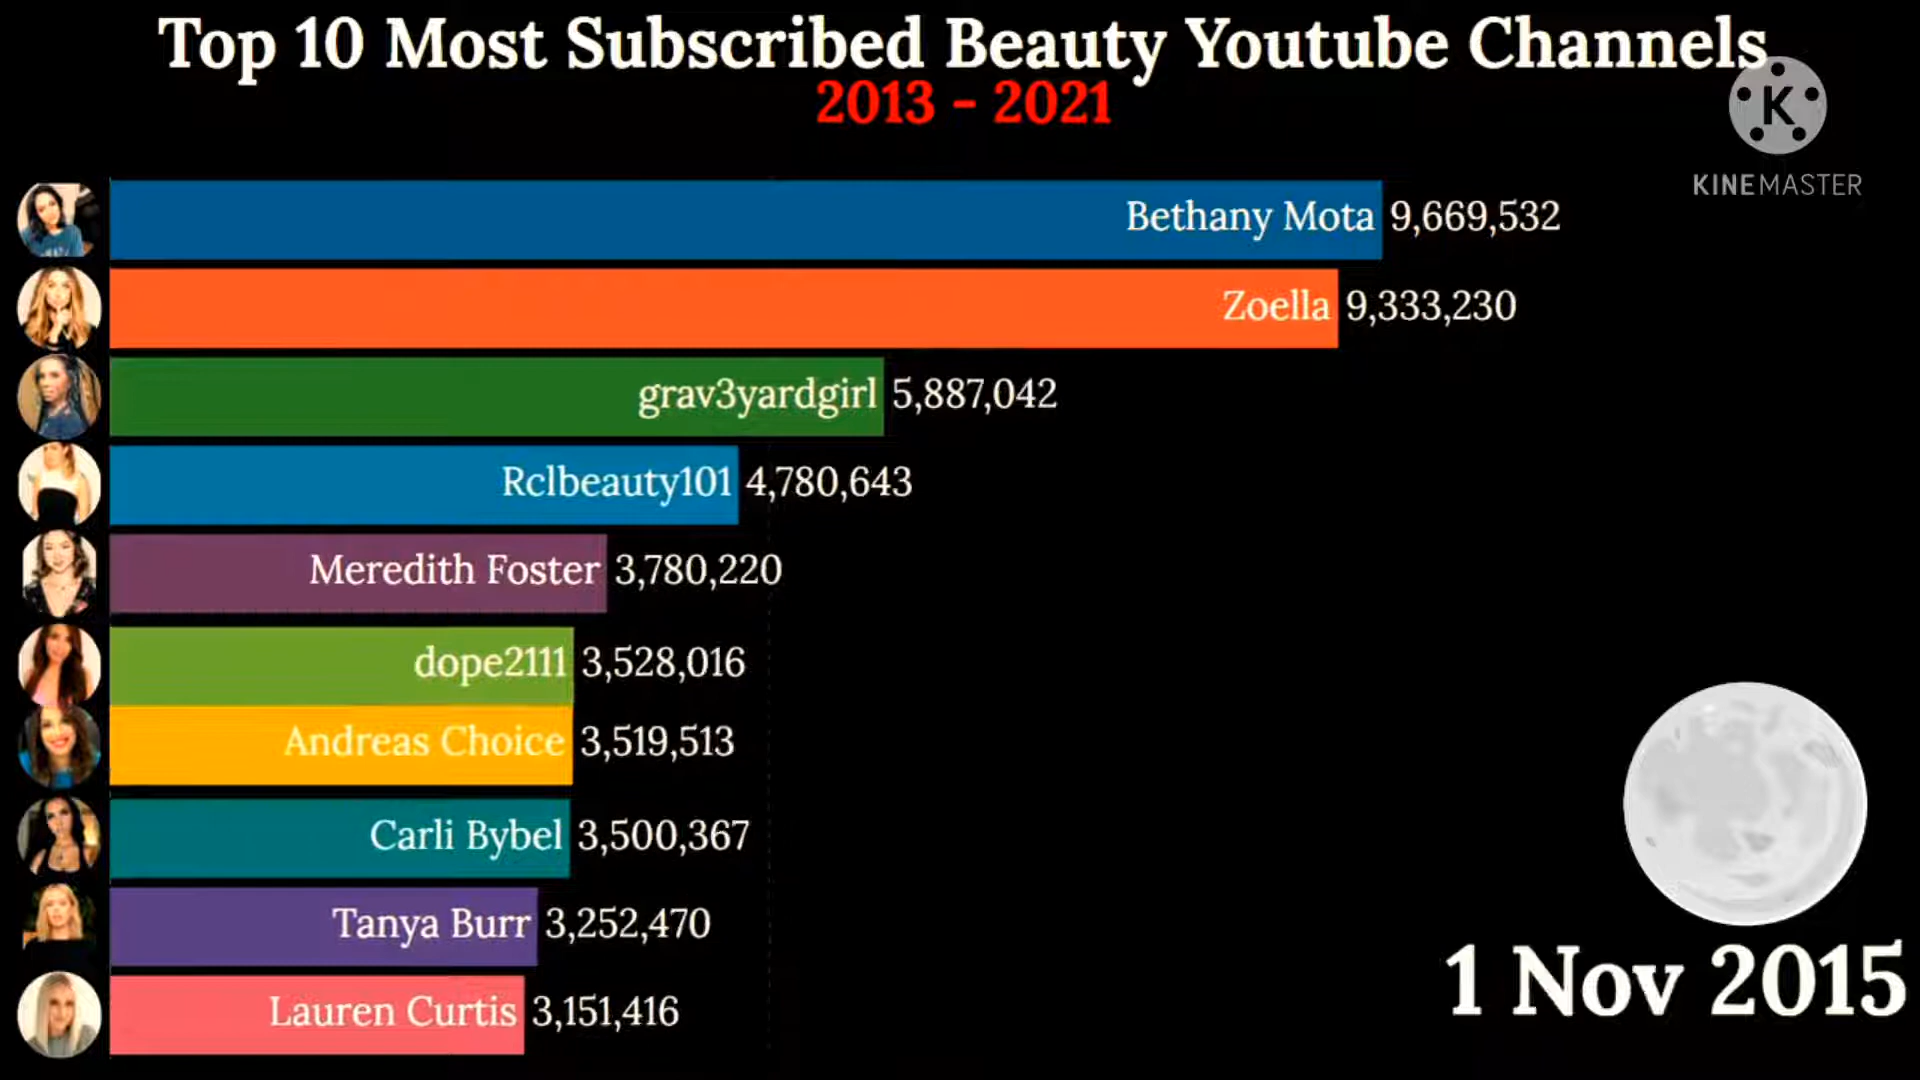 Top 10 Most Subscribed Beauty Youtube Channels
2013 - 2021
K
KINEMASTER
Bethany Mota 9,669,532
Zoella 9,333,230
grav3yardgirl 5,887,042
Rclbeauty101 4,780,643
Meredith Foster 3,780,220
dope2111 3,528,016
Andreas Choice 3,519,513
Carli Bybel 3,500,367
Tanya Burr 3,252,470
Lauren Curtis 3,151,416
1 Nov 2015